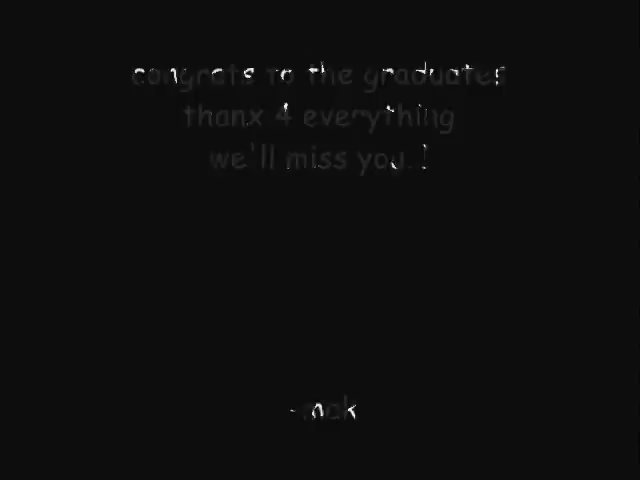 congrats to the graduates
thanx 4 everything
we'll miss you.!